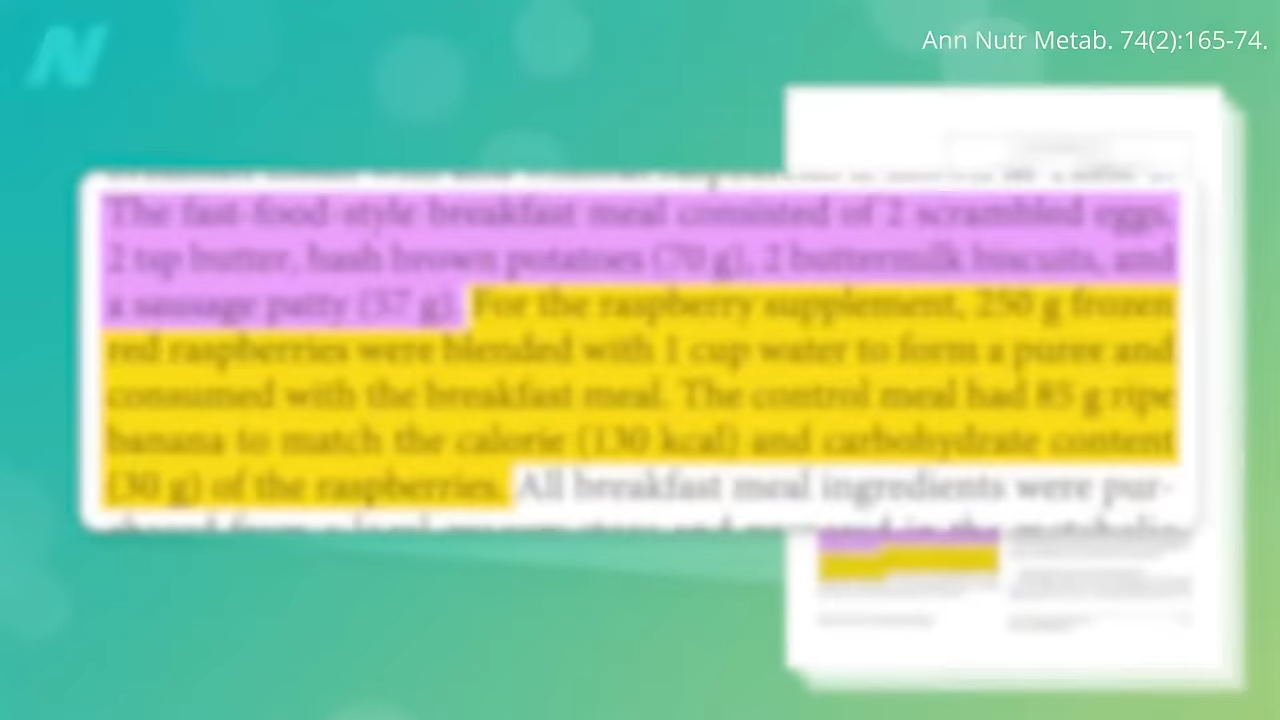 N
Ann Nutr Metab. 74(2):165-74.
The fast-food-style breakfast meal consisted of 2 scrambled eggs,
2 tsp butter, hash brown potatoes (70 g), 2 buttermilk biscuits, and
a sausage patty (57 g). For the raspberry supplement, 250 g frozen
red raspberries were blended with 1 cup water to form a puree and
consumed with the breakfast meal. The control meal had 85 g ripe
banana to match the calorie (130 kcal) and carbohydrate content
(30 g) of the raspberries. All breakfast meal ingredients were pur-